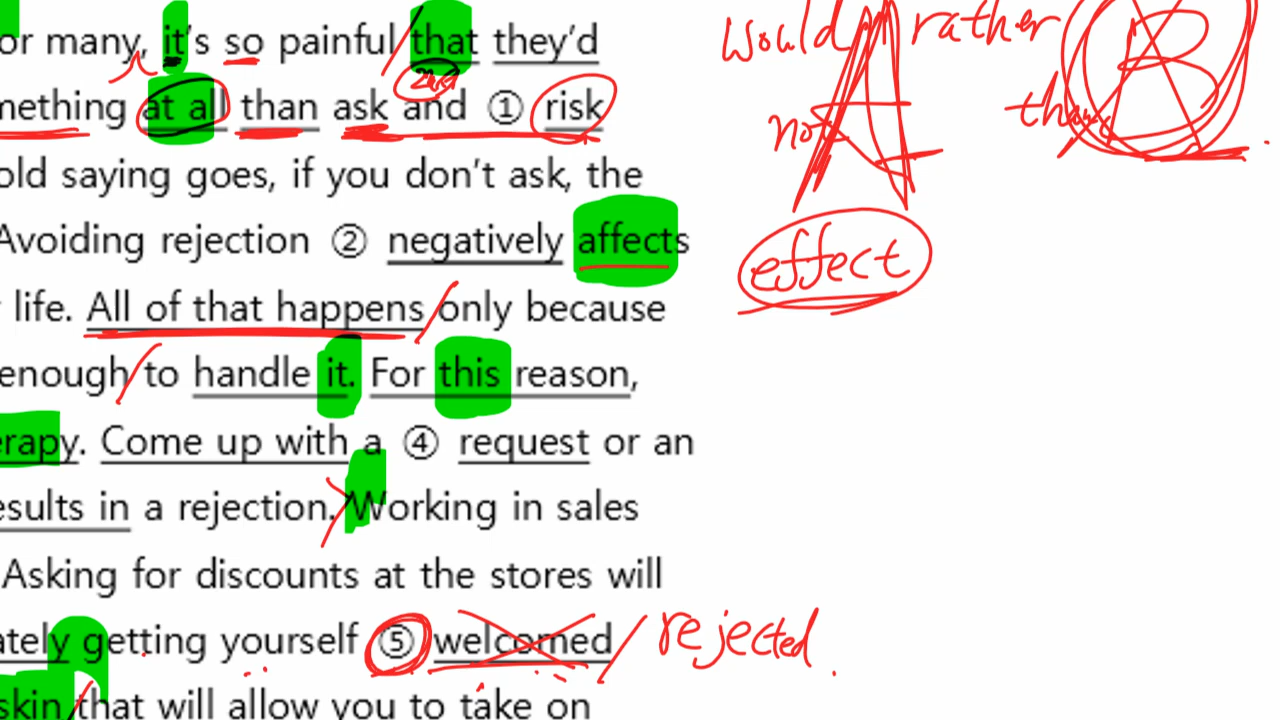 would A rather B
or many, it's so painful that they'd
not than
mething at all than ask and ① risk
old saying goes, if you don't ask, the
Avoiding rejection ② negatively affects
effect
life. All of that happens only because
enough to handle it. For this reason,
erapy. Come up with a ④ request or an
esults in a rejection. Working in sales
Asking for discounts at the stores will
ately getting yourself ⑤ welcomed rejected.
skin that will allow you to take on